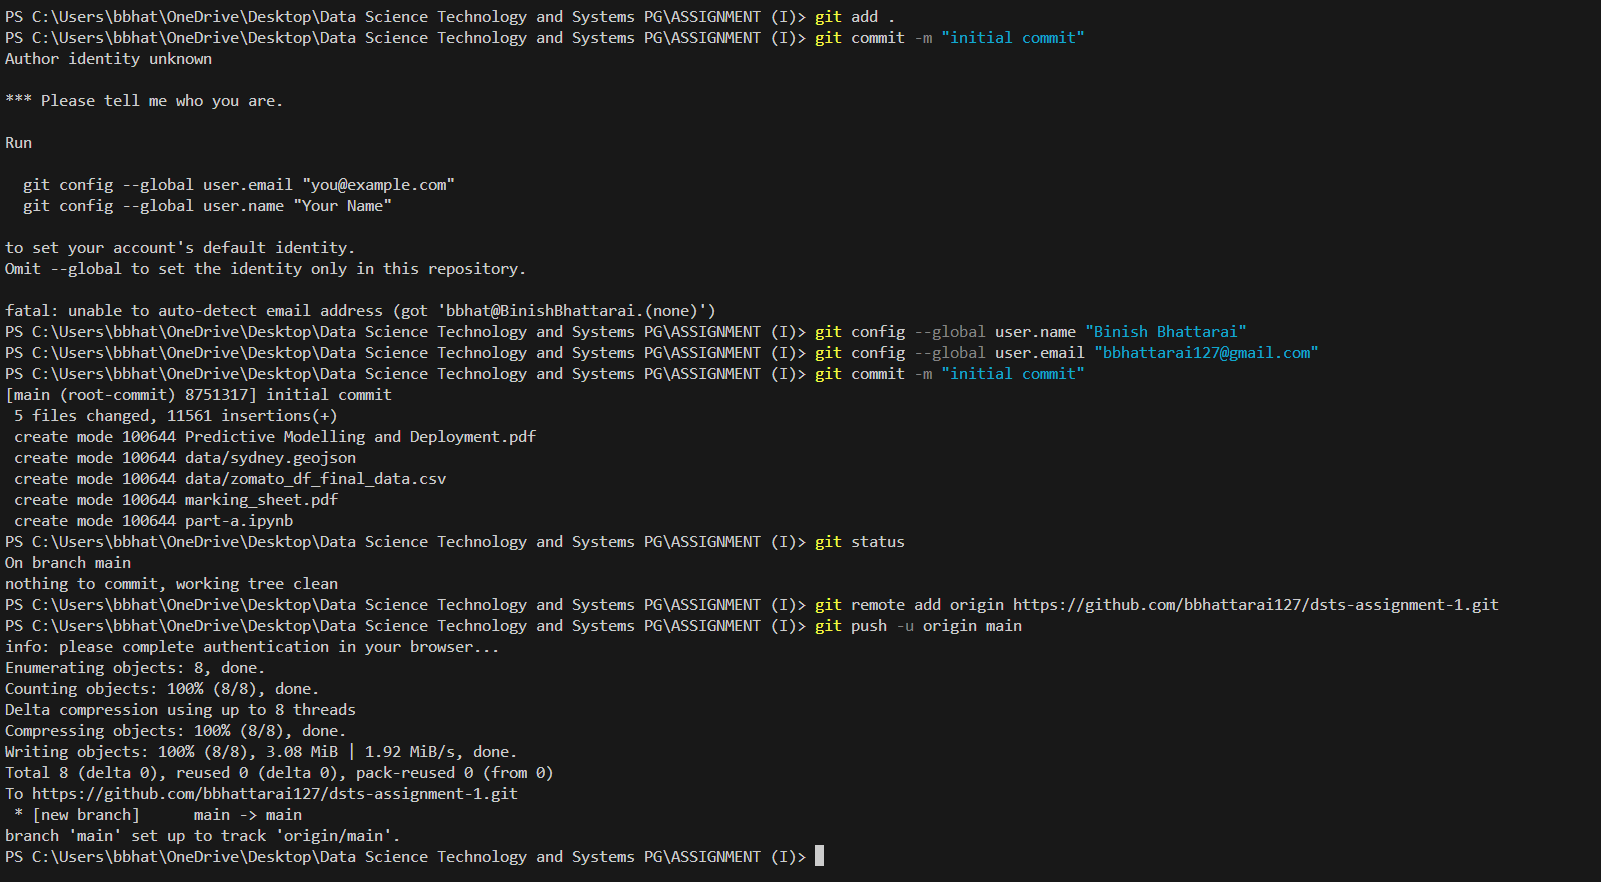 PS C:\Users\bbhat\OneDrive\Desktop\Data Science Technology and Systems PG\ASSIGNMENT (I)> git add .
PS C:\Users\bbhat\OneDrive\Desktop\Data Science Technology and Systems PG\ASSIGNMENT (I)> git commit -m "initial commit"
Author identity unknown

*** Please tell me who you are.

Run

  git config --global user.email "you@example.com"
  git config --global user.name "Your Name"

to set your account's default identity.
Omit --global to set the identity only in this repository.

fatal: unable to auto-detect email address (got 'bbhat@BinishBhattarai.(none)')
PS C:\Users\bbhat\OneDrive\Desktop\Data Science Technology and Systems PG\ASSIGNMENT (I)> git config --global user.name "Binish Bhattarai"
PS C:\Users\bbhat\OneDrive\Desktop\Data Science Technology and Systems PG\ASSIGNMENT (I)> git config --global user.email "bbhattarai127@gmail.com"
PS C:\Users\bbhat\OneDrive\Desktop\Data Science Technology and Systems PG\ASSIGNMENT (I)> git commit -m "initial commit"
[main (root-commit) 8751317] initial commit
 5 files changed, 11561 insertions(+)
 create mode 100644 Predictive Modelling and Deployment.pdf
 create mode 100644 data/sydney.geojson
 create mode 100644 data/zomato_df_final_data.csv
 create mode 100644 marking_sheet.pdf
 create mode 100644 part-a.ipynb
PS C:\Users\bbhat\OneDrive\Desktop\Data Science Technology and Systems PG\ASSIGNMENT (I)> git status
On branch main
nothing to commit, working tree clean
PS C:\Users\bbhat\OneDrive\Desktop\Data Science Technology and Systems PG\ASSIGNMENT (I)> git remote add origin https://github.com/bbhattarai127/dsts-assignment-1.git
PS C:\Users\bbhat\OneDrive\Desktop\Data Science Technology and Systems PG\ASSIGNMENT (I)> git push -u origin main
info: please complete authentication in your browser...
Enumerating objects: 8, done.
Counting objects: 100% (8/8), done.
Delta compression using up to 8 threads
Compressing objects: 100% (8/8), done.
Writing objects: 100% (8/8), 3.08 MiB | 1.92 MiB/s, done.
Total 8 (delta 0), reused 0 (delta 0), pack-reused 0 (from 0)
To https://github.com/bbhattarai127/dsts-assignment-1.git
 * [new branch]      main -> main
branch 'main' set up to track 'origin/main'.
PS C:\Users\bbhat\OneDrive\Desktop\Data Science Technology and Systems PG\ASSIGNMENT (I)>